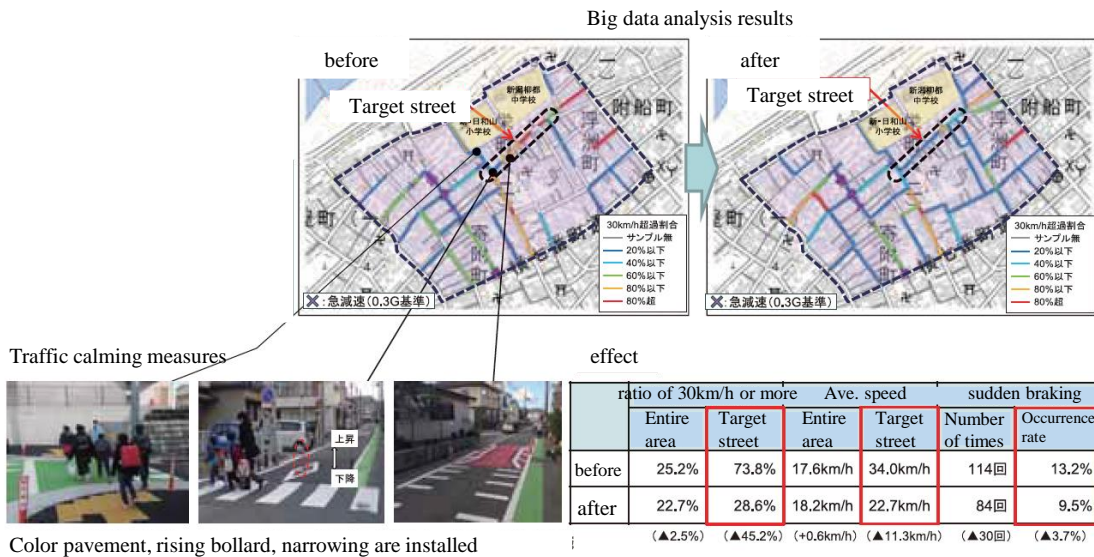 Big data analysis results
before
after
Target street
新潟柳都
中学校
新・日和山
小学校
附船町
寄附町
30km/h超過割合
サンプル無
20%以下
40%以下
60%以下
80%以下
80%超
×:急減速(0.3G基準)
Target street
新潟柳都
中学校
新・日和山
小学校
附船町
寄附町
30km/h超過割合
サンプル無
20%以下
40%以下
60%以下
80%以下
80%超
×:急減速(0.3G基準)
Traffic calming measures
上昇
下降
Color pavement, rising bollard, narrowing are installed
effect
ratio of 30km/h or more Ave. speed sudden braking
Entire area Target street Entire area Target street Number of times Occurrence rate
before 25.2% 73.8% 17.6km/h 34.0km/h 114回 13.2%
after 22.7% 28.6% 18.2km/h 22.7km/h 84回 9.5%
(▲2.5%) (▲45.2%) (+0.6km/h) (▲11.3km/h) (▲30回) (▲3.7%)